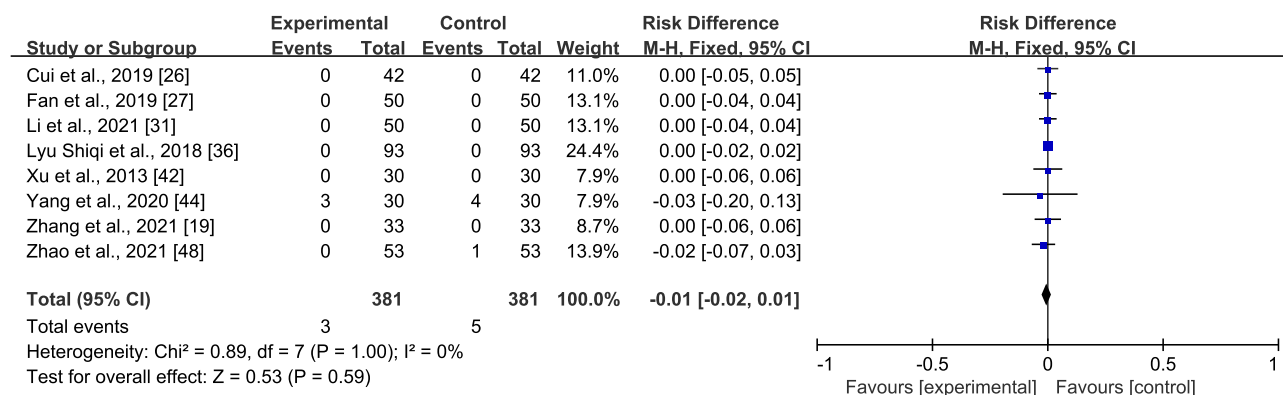 Experimental Control Risk Difference Risk Difference
Study or Subgroup Events Total Events Total Weight M-H, Fixed, 95% CI M-H, Fixed, 95% CI
Cui et al., 2019 [26] 0 42 0 42 11.0% 0.00 [-0.05, 0.05]
Fan et al., 2019 [27] 0 50 0 50 13.1% 0.00 [-0.04, 0.04]
Li et al., 2021 [31] 0 50 0 50 13.1% 0.00 [-0.04, 0.04]
Lyu Shiqi et al., 2018 [36] 0 93 0 93 24.4% 0.00 [-0.02, 0.02]
Xu et al., 2013 [42] 0 30 0 30 7.9% 0.00 [-0.06, 0.06]
Yang et al., 2020 [44] 3 30 4 30 7.9% -0.03 [-0.20, 0.13]
Zhang et al., 2021 [19] 0 33 0 33 8.7% 0.00 [-0.06, 0.06]
Zhao et al., 2021 [48] 0 53 1 53 13.9% -0.02 [-0.07, 0.03]
Total (95% CI) 381 381 100.0% -0.01 [-0.02, 0.01]
Total events 3 5
Heterogeneity: Chi² = 0.89, df = 7 (P = 1.00); I² = 0%
Test for overall effect: Z = 0.53 (P = 0.59)
-1 -0.5 0 0.5 1
Favours [experimental] Favours [control]